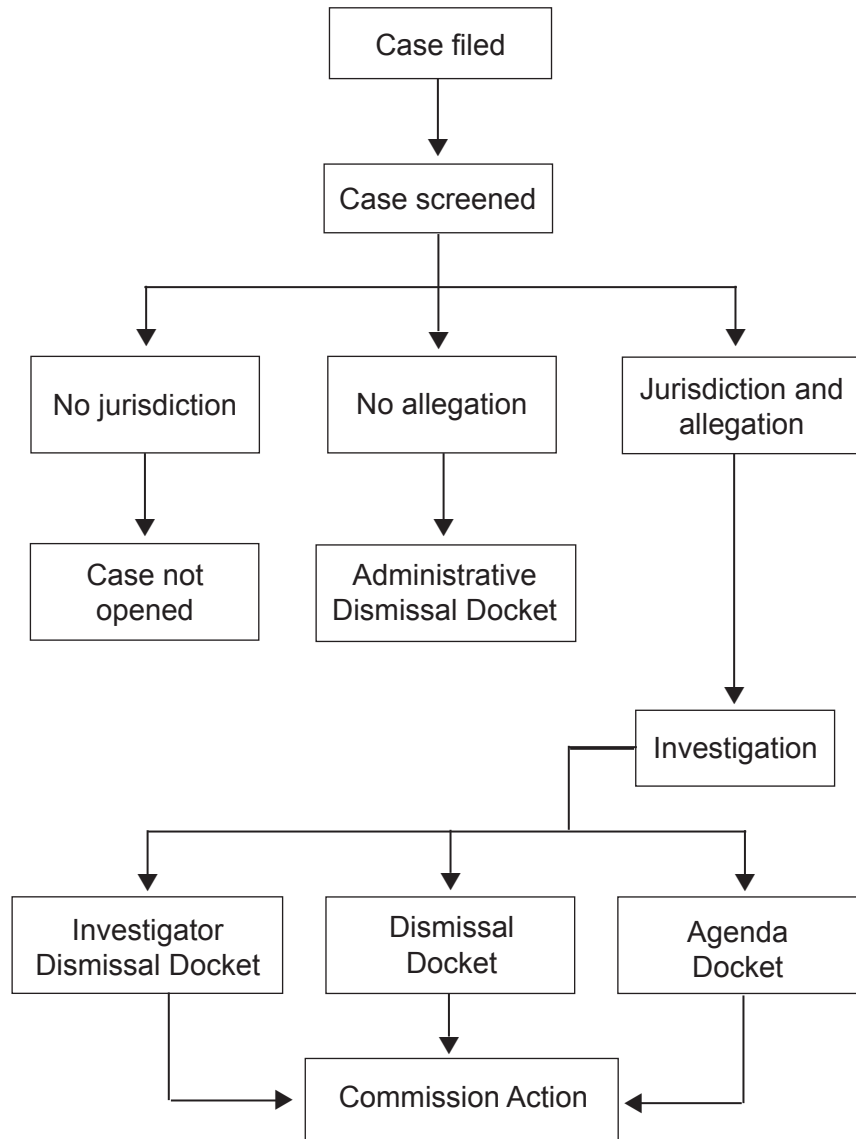 Case filed
Case screened
No jurisdiction
No allegation
Jurisdiction and
allegation
Case not
opened
Administrative
Dismissal Docket
Investigation
Investigator
Dismissal Docket
Dismissal
Docket
Agenda
Docket
Commission Action